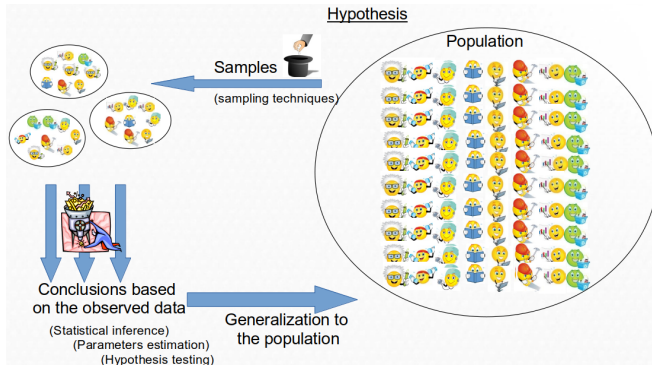 Hypothesis
Population
Samples
(sampling techniques)
Conclusions based
on the observed data
(Statistical inference)
(Parameters estimation)
(Hypothesis testing)
Generalization to
the population